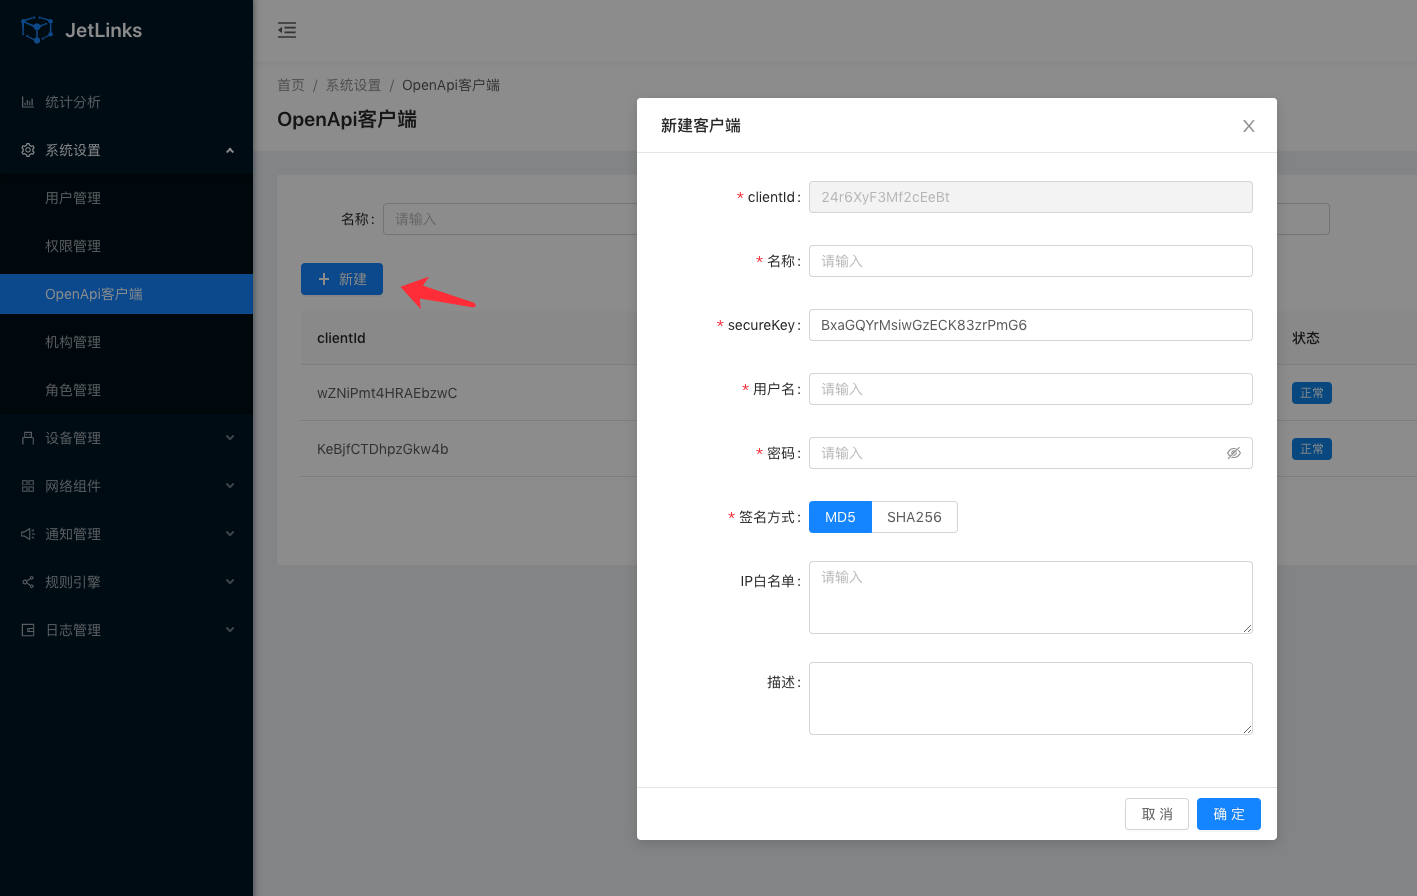 JetLinks
统计分析
系统设置
用户管理
权限管理
OpenApi客户端
机构管理
角色管理
设备管理
网络组件
通知管理
规则引擎
日志管理
首页 / 系统设置 / OpenApi客户端
OpenApi客户端
名称: 请输入
+ 新建
clientId
状态
wZNiPmt4HRAEbzwC
正常
KeBjfCTDhpzGkw4b
正常
新建客户端
* clientId: 24r6XyF3Mf2cEeBt
* 名称: 请输入
* secureKey: BxaGQYrMsiwGzECK83zrPmG6
* 用户名: 请输入
* 密码: 请输入
* 签名方式: MD5 SHA256
IP白名单: 请输入
描述:
取 消 确 定